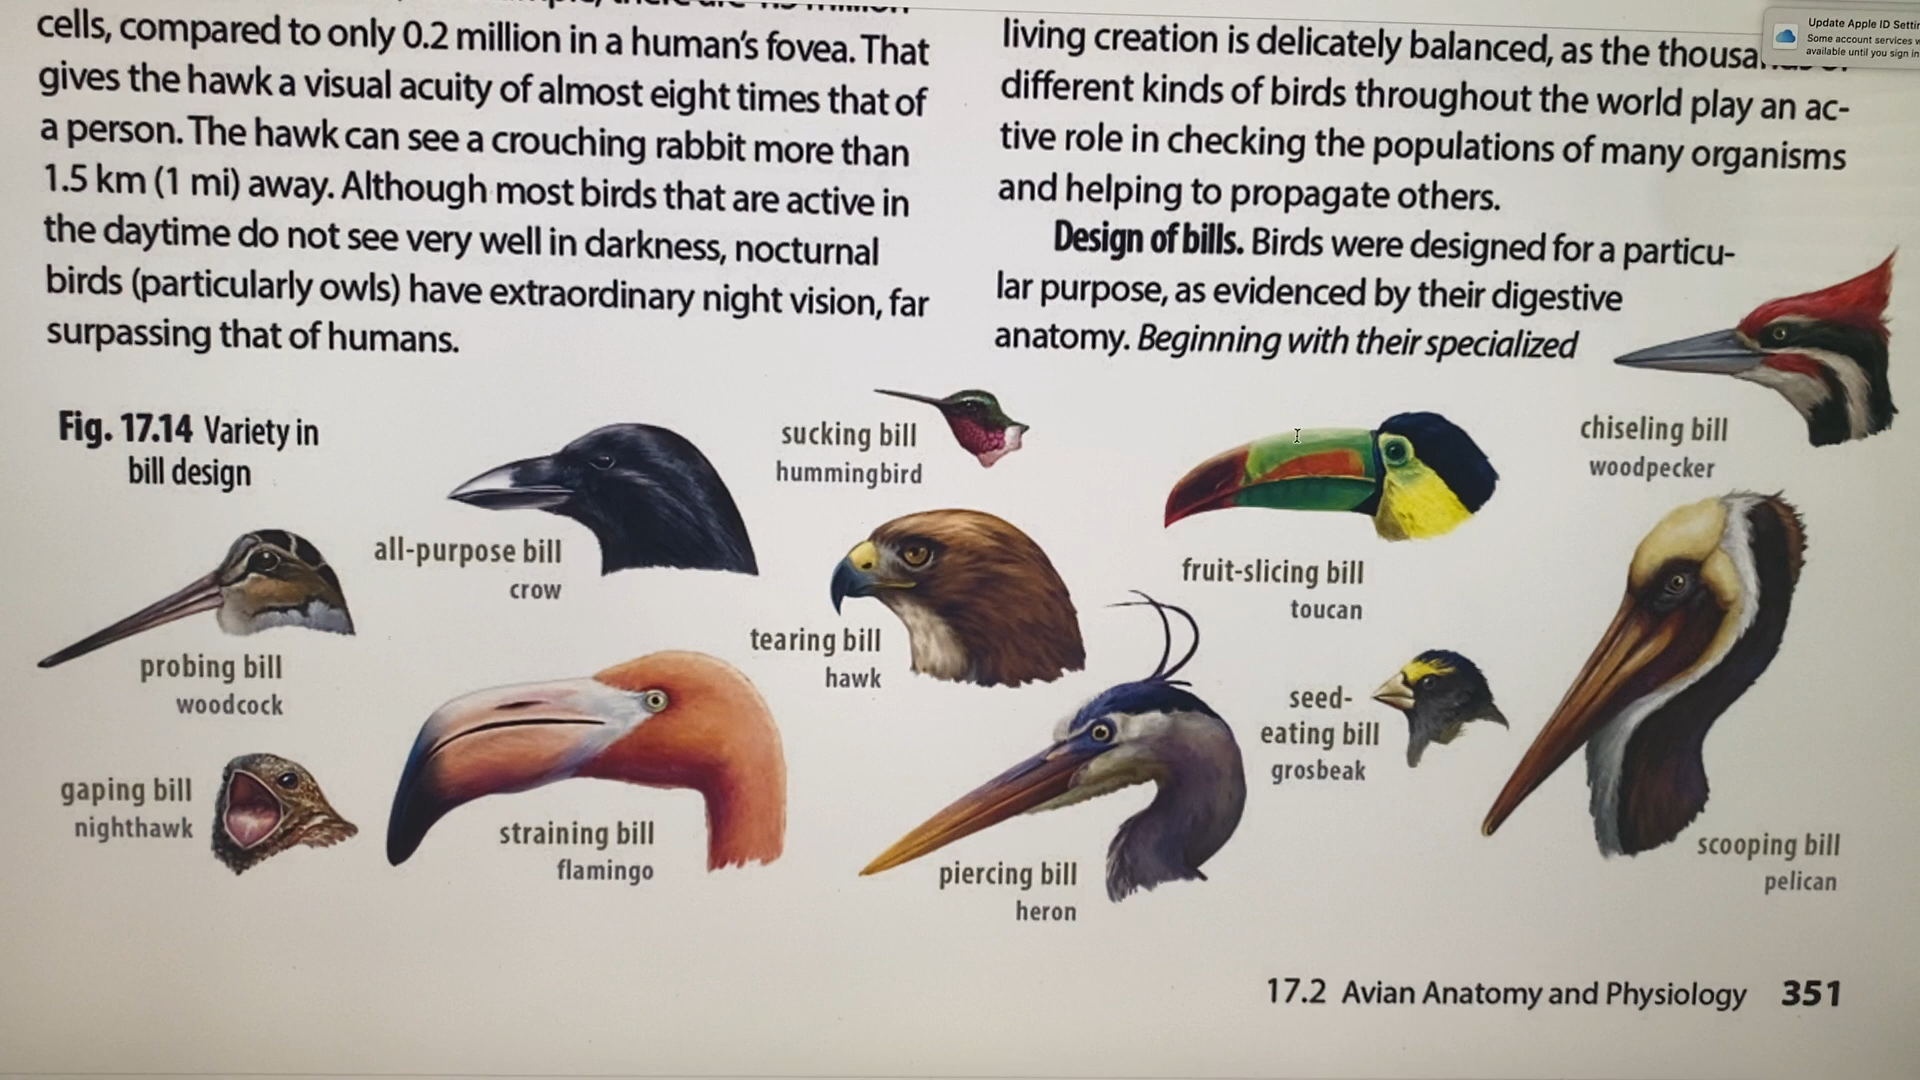 cells, compared to only 0.2 million in a human's fovea. That
gives the hawk a visual acuity of almost eight times that of
a person. The hawk can see a crouching rabbit more than
1.5 km (1 mi) away. Although most birds that are active in
the daytime do not see very well in darkness, nocturnal
birds (particularly owls) have extraordinary night vision, far
surpassing that of humans.
living creation is delicately balanced, as the
different kinds of birds throughout the world play an ac-
tive role in checking the populations of many organisms
and helping to propagate others.
Design of bills. Birds were designed for a particu-
lar purpose, as evidenced by their digestive
anatomy. Beginning with their specialized
Update Apple ID
Some account services
available until you sign in
Fig. 17.14 Variety in
bill design
all-purpose bill
crow
sucking bill
hummingbird
chiseling bill
woodpecker
probing bill
woodcock
tearing bill
hawk
fruit-slicing bill
toucan
seed-
eating bill
grosbeak
gaping bill
nighthawk
straining bill
flamingo
piercing bill
heron
scooping bill
pelican
17.2 Avian Anatomy and Physiology 351